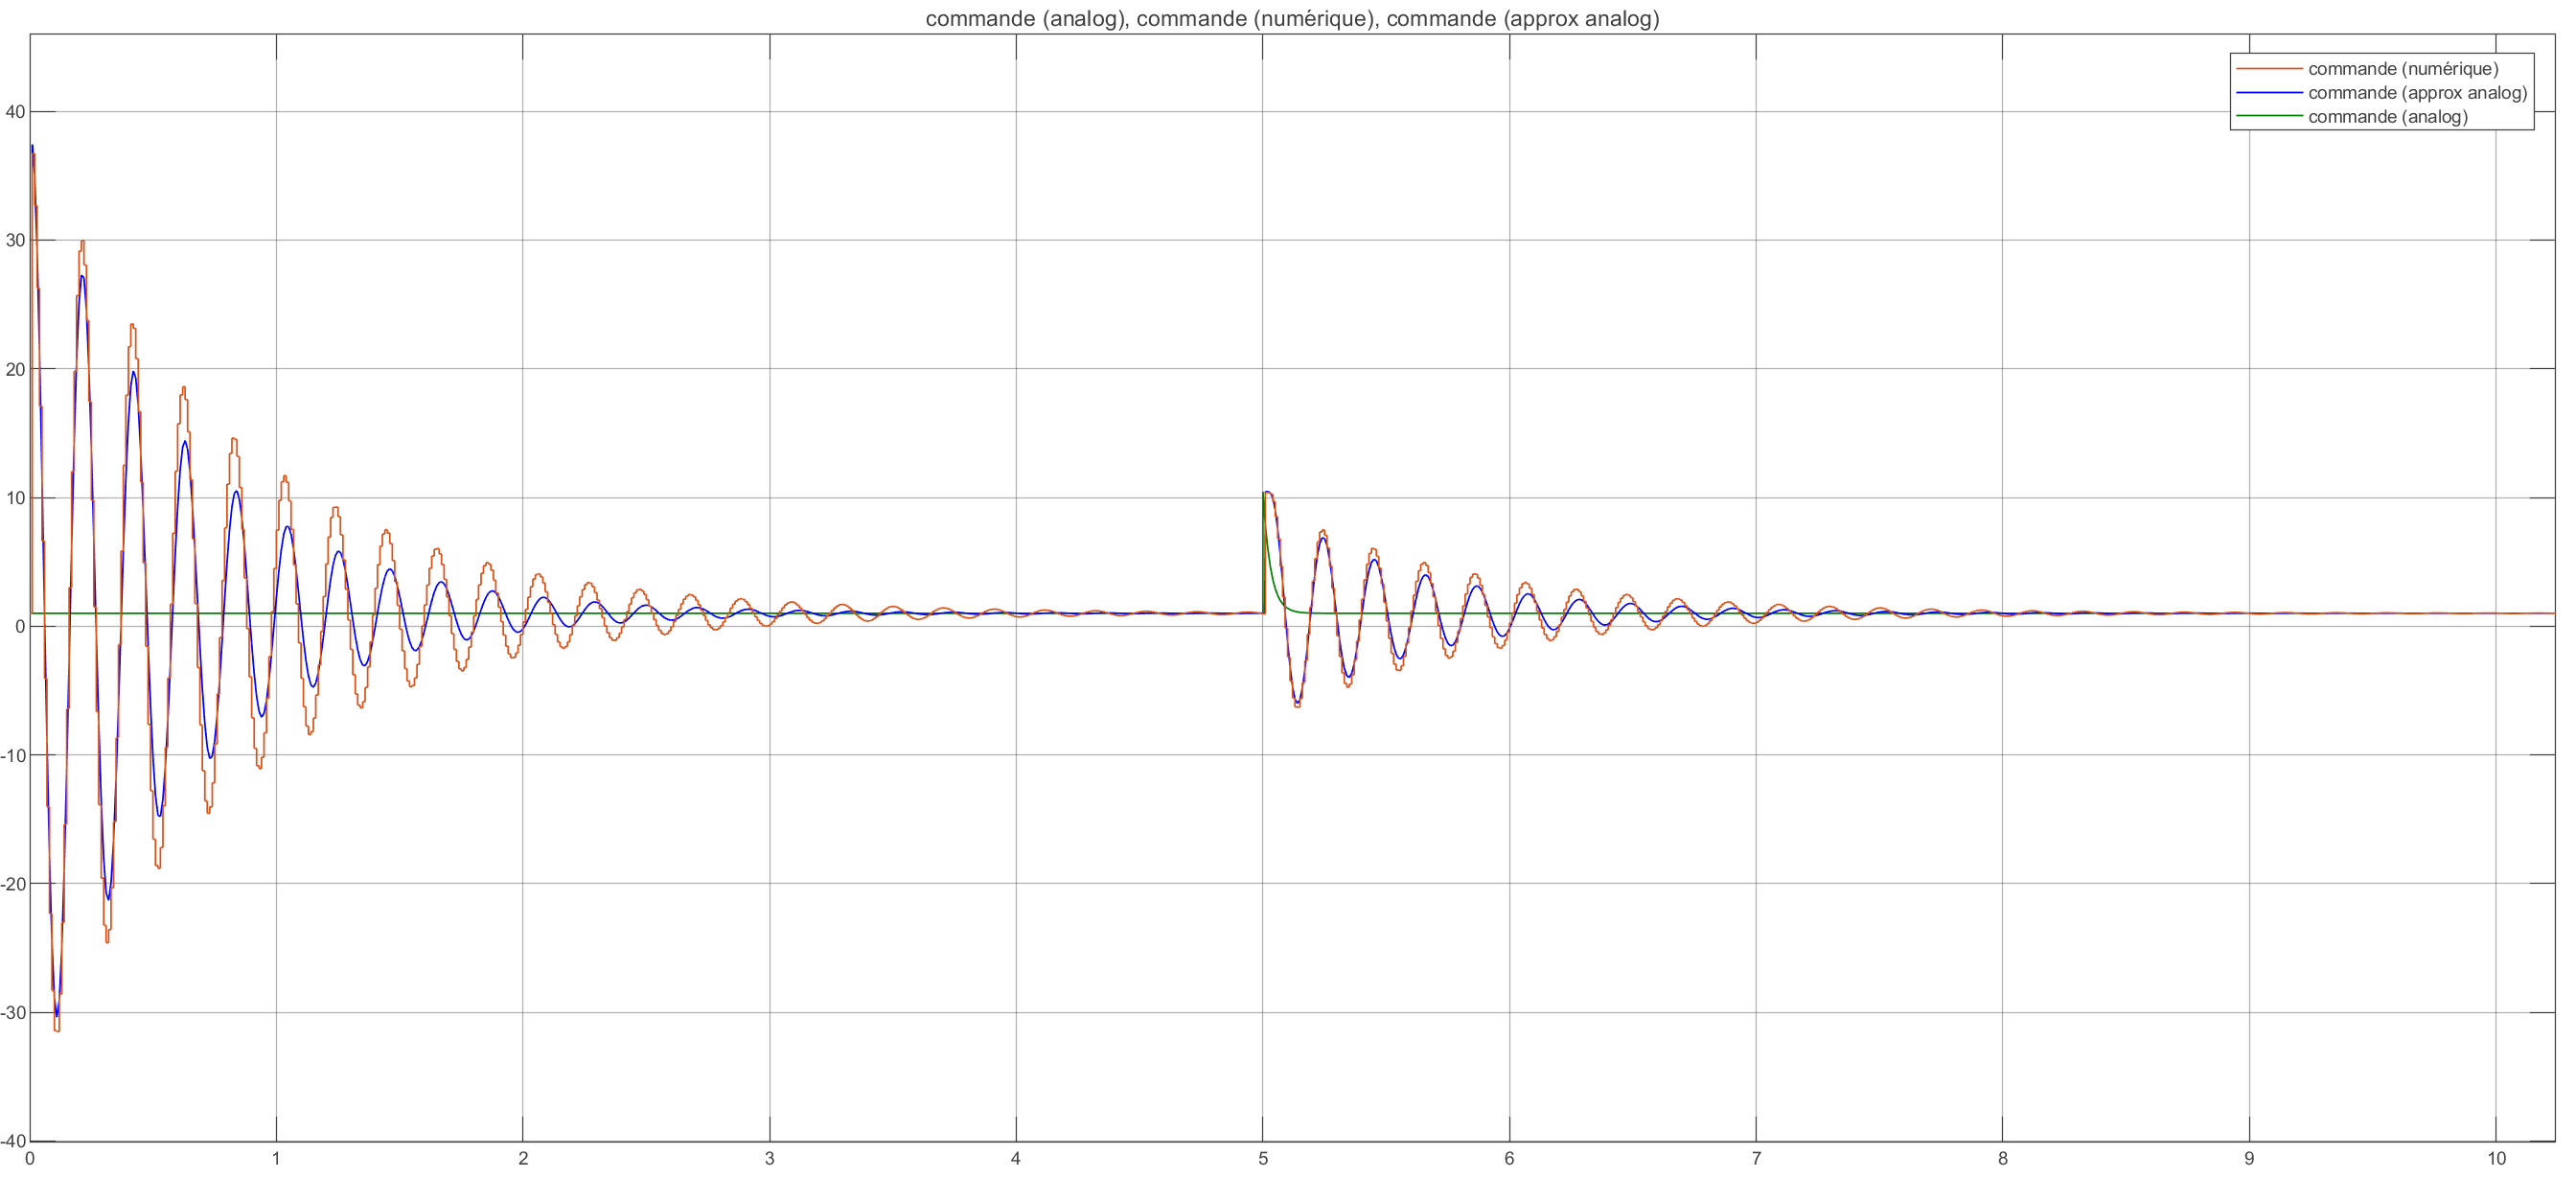 commande (analog), commande (numérique), commande (approx analog)
commande (numérique)
commande (approx analog)
commande (analog)
40
30
20
10
0
-10
-20
-30
-40
0 1 2 3 4 5 6 7 8 9 10